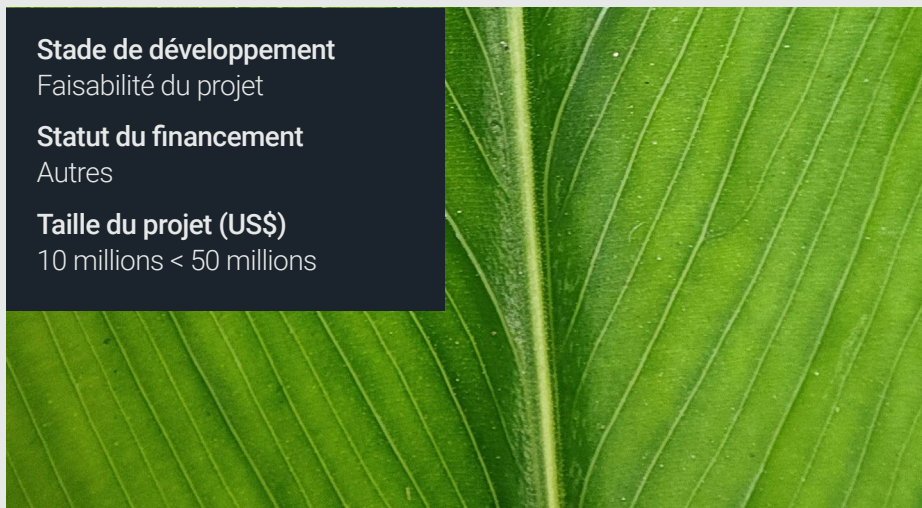 Stade de développement
Faisabilité du projet
Statut du financement
Autres
Taille du projet (US$)
10 millions < 50 millions